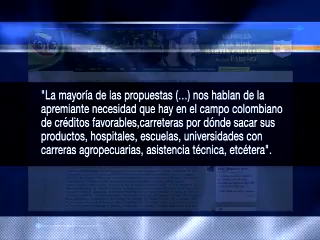 "La mayoría de las propuestas (...) nos hablan de la
apremiante necesidad que hay en el campo colombiano
de créditos favorables,carreteras por dónde sacar sus
productos, hospitales, escuelas, universidades con
carreras agropecuarias, asistencia técnica, etcétera".